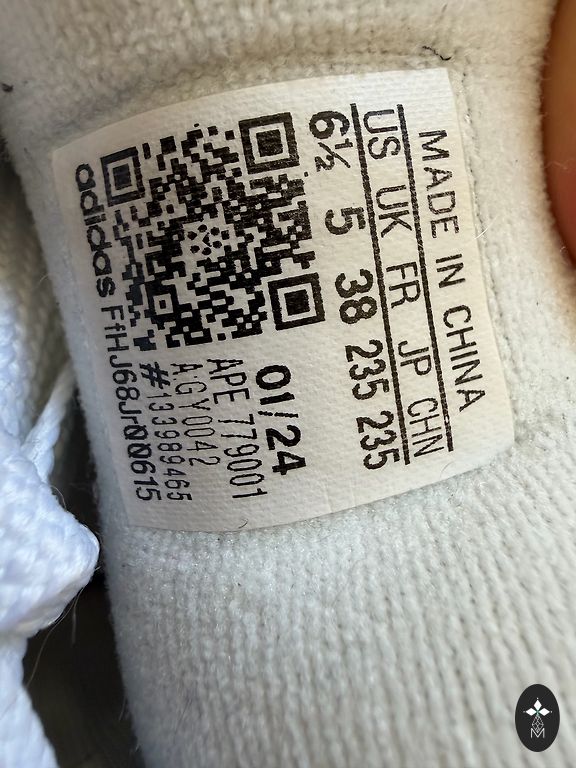 MADE IN CHINA
US UK FR JP CHN
6½ 5 38 235 235
01/24
APE 779001
A.GY0042
#133989465
adidas FfHJ68Jr00615
M